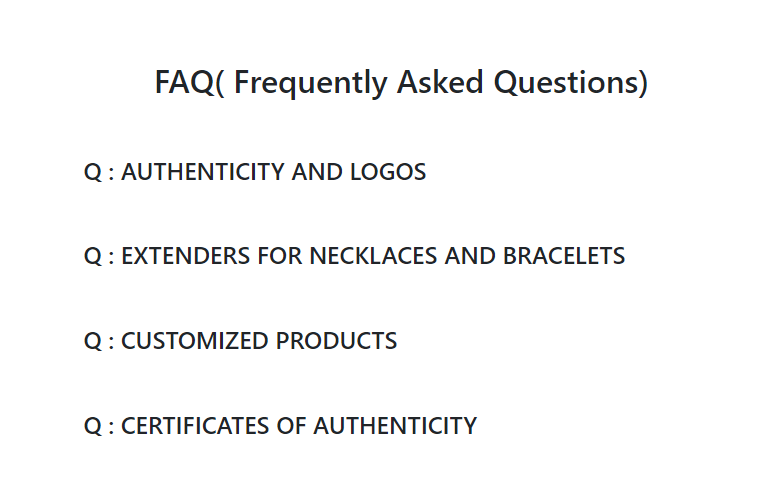 FAQ( Frequently Asked Questions)
Q : AUTHENTICITY AND LOGOS
Q : EXTENDERS FOR NECKLACES AND BRACELETS
Q : CUSTOMIZED PRODUCTS
Q : CERTIFICATES OF AUTHENTICITY